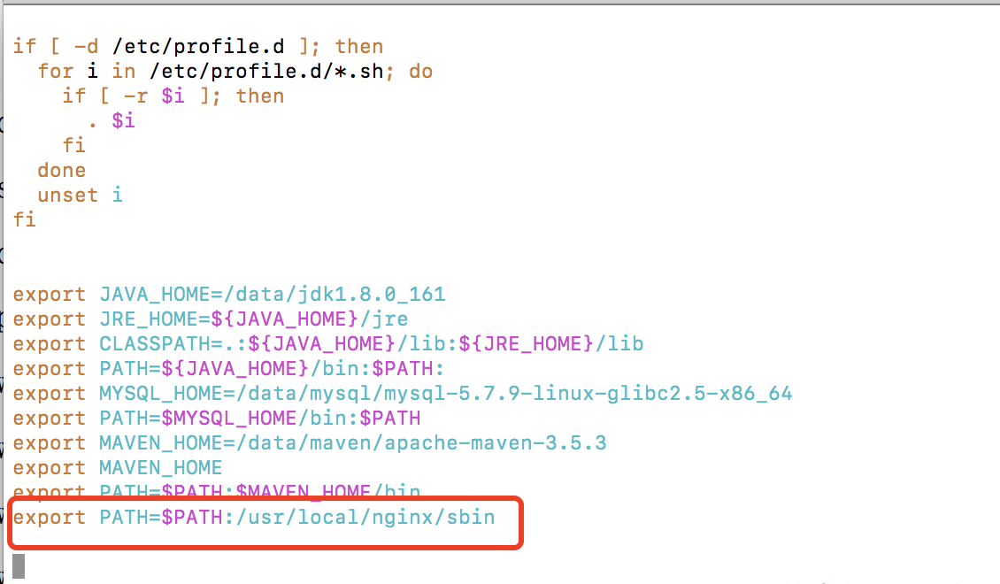 if [ -d /etc/profile.d ]; then
  for i in /etc/profile.d/*.sh; do
    if [ -r $i ]; then
      . $i
    fi
  done
  unset i
fi
export JAVA_HOME=/data/jdk1.8.0_161
export JRE_HOME=${JAVA_HOME}/jre
export CLASSPATH=.:${JAVA_HOME}/lib:${JRE_HOME}/lib
export PATH=${JAVA_HOME}/bin:$PATH:
export MYSQL_HOME=/data/mysql/mysql-5.7.9-linux-glibc2.5-x86_64
export PATH=$MYSQL_HOME/bin:$PATH
export MAVEN_HOME=/data/maven/apache-maven-3.5.3
export MAVEN_HOME
export PATH=$PATH:$MAVEN_HOME/bin
export PATH=$PATH:/usr/local/nginx/sbin